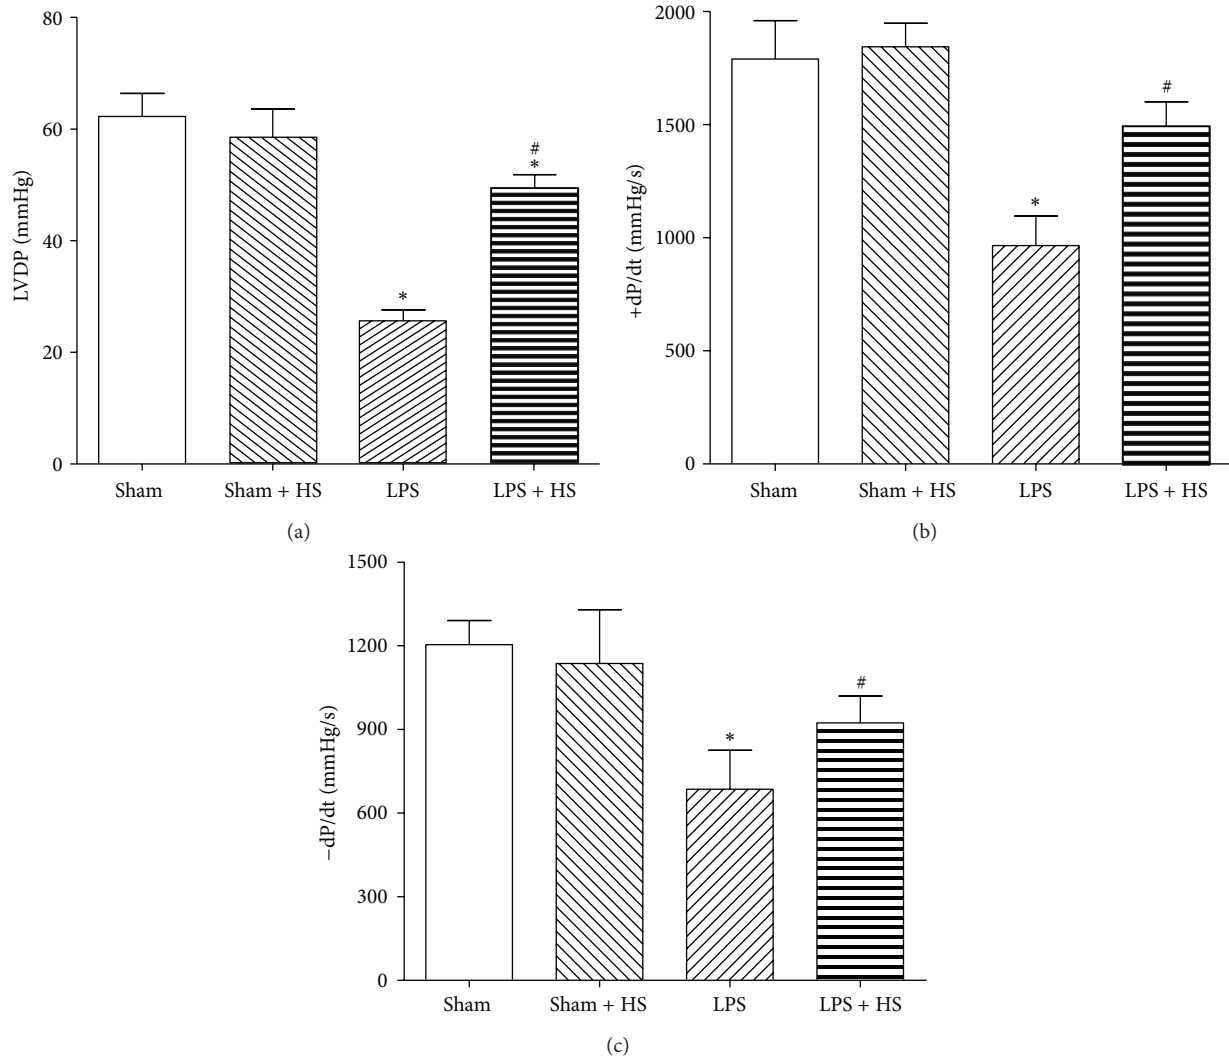 80
60
40
20
0
LVDP (mmHg)
*
#
*
Sham
Sham + HS
LPS
LPS + HS
(a)
2000
1500
1000
500
0
+dP/dt (mmHg/s)
*
#
Sham
Sham + HS
LPS
LPS + HS
(b)
1500
1200
900
600
300
0
−dP/dt (mmHg/s)
*
#
Sham
Sham + HS
LPS
LPS + HS
(c)